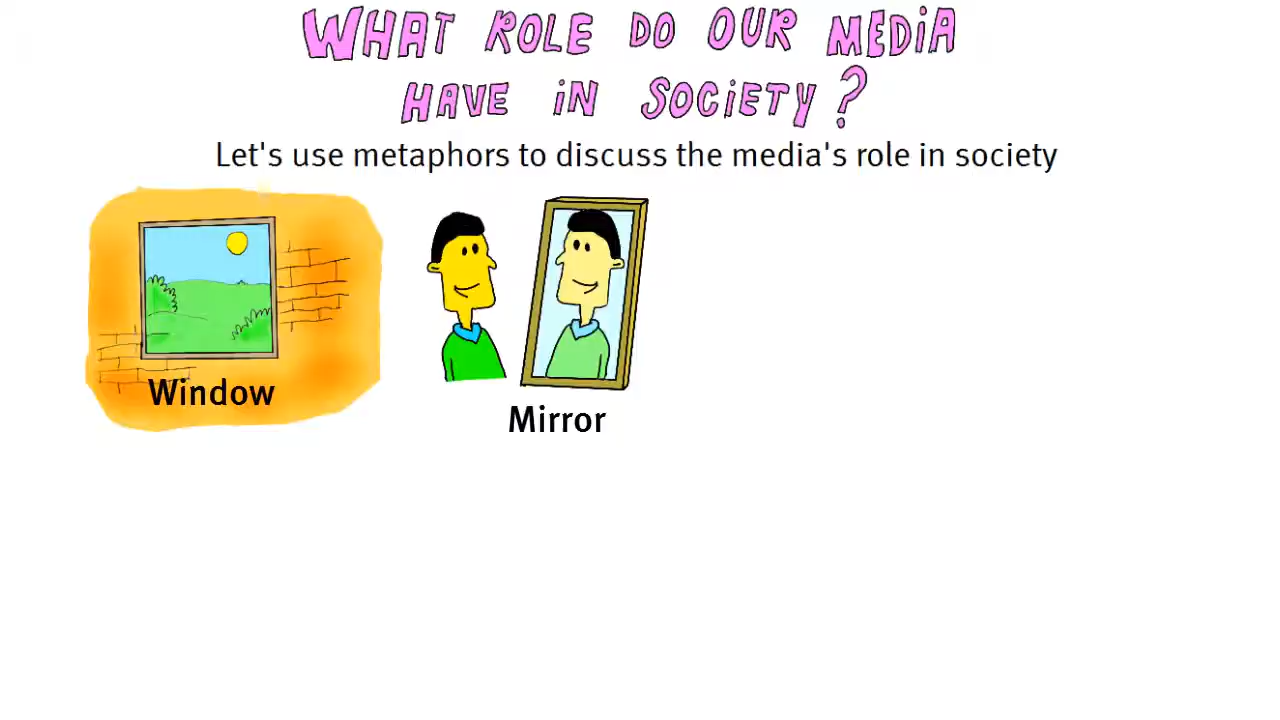 WHAT ROLE DO OUR MEDiA
HAVE iN SOCiETY?
Let's use metaphors to discuss the media's role in society
Window
Mirror